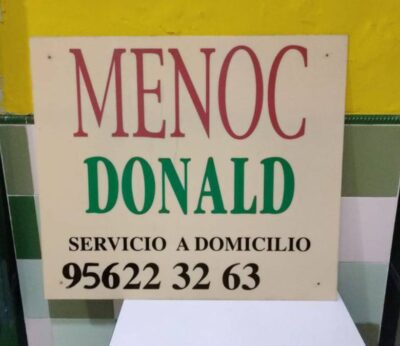 MENOC
DONALD
SERVICIO A DOMICILIO
95622 32 63